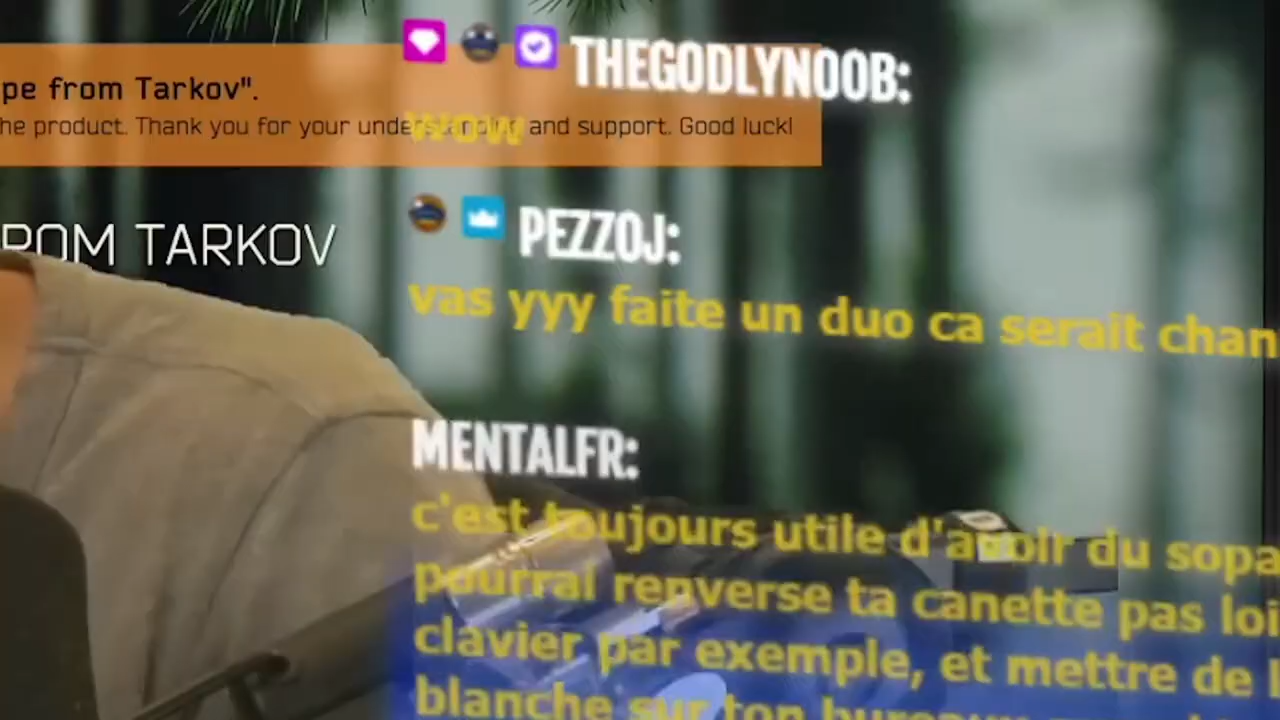 THEGODLYNOOB:
pe from Tarkov".
wow
he product. Thank you for your understanding and support. Good luck!
ROM TARKOV
PEZZOJ:
vas yyy faite un duo ca serait chan
MENTALFR:
c'est toujours utile d'avoir du sopa
pourral renverse ta canette pas loi
clavier par exemple, et mettre de l
blanche sur ton bureau